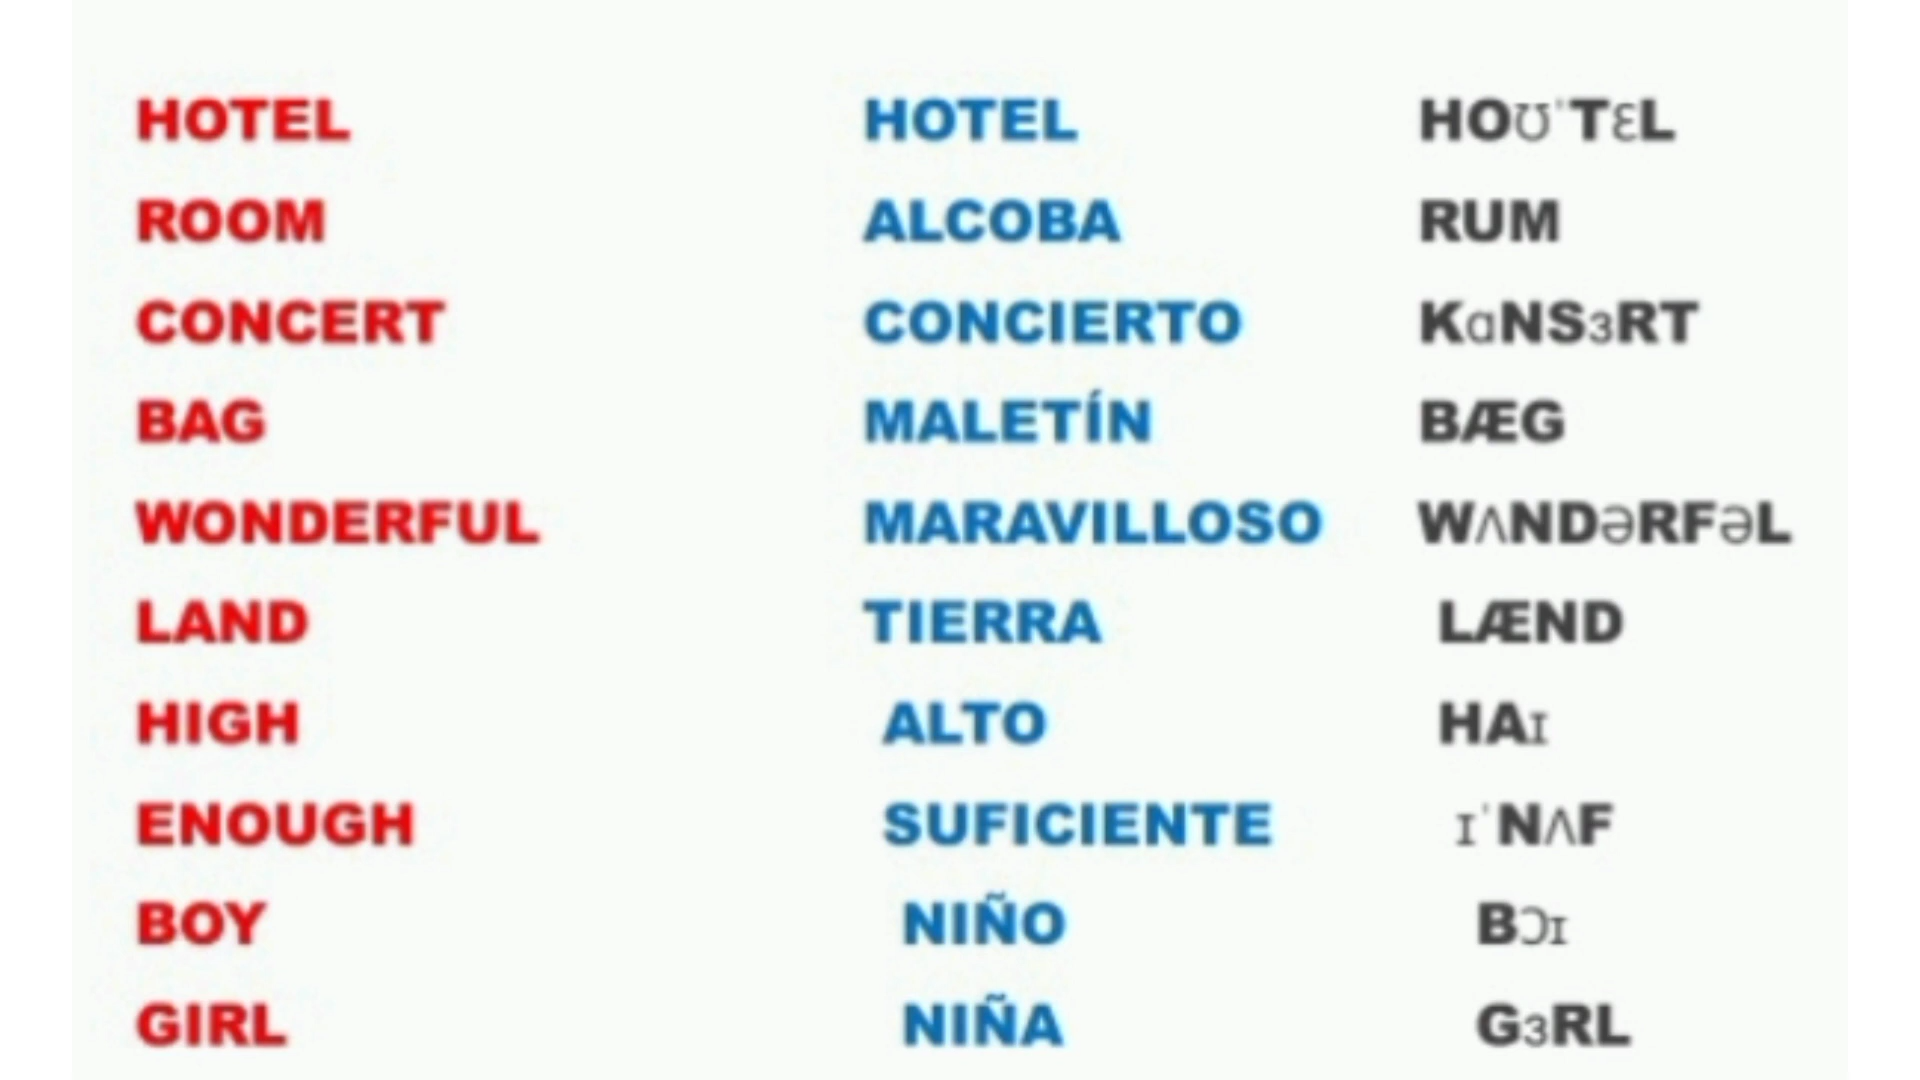 HOTEL HOTEL HOʊˈTɛL
ROOM ALCOBA RUM
CONCERT CONCIERTO KɑNSɜRT
BAG MALETÍN BÆG
WONDERFUL MARAVILLOSO WɅNDəRFəL
LAND TIERRA LÆND
HIGH ALTO HAɪ
ENOUGH SUFICIENTE ɪˈNɅF
BOY NIÑO BƆɪ
GIRL NIÑA GɜRL